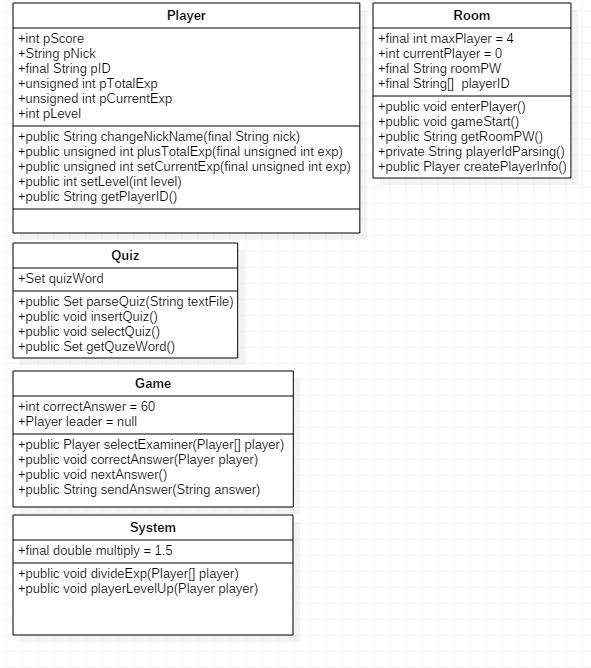 Player
+int pScore
+String pNick
+final String pID
+unsigned int pTotalExp
+unsigned int pCurrentExp
+int pLevel
+public String changeNickName(final String nick)
+public unsigned int plusTotalExp(final unsigned int exp)
+public unsigned int setCurrentExp(final unsigned int exp)
+public int setLevel(int level)
+public String getPlayerID()
Room
+final int maxPlayer = 4
+int currentPlayer = 0
+final String roomPW
+final String[]  playerID
+public void enterPlayer()
+public void gameStart()
+public String getRoomPW()
+private String playerIdParsing()
+public Player createPlayerInfo()
Quiz
+Set quizWord
+public Set parseQuiz(String textFile)
+public void insertQuiz()
+public void selectQuiz()
+public Set getQuzeWord()
Game
+int correctAnswer = 60
+Player leader = null
+public Player selectExaminer(Player[] player)
+public void correctAnswer(Player player)
+public void nextAnswer()
+public String sendAnswer(String answer)
System
+final double multiply = 1.5
+public void divideExp(Player[] player)
+public void playerLevelUp(Player player)